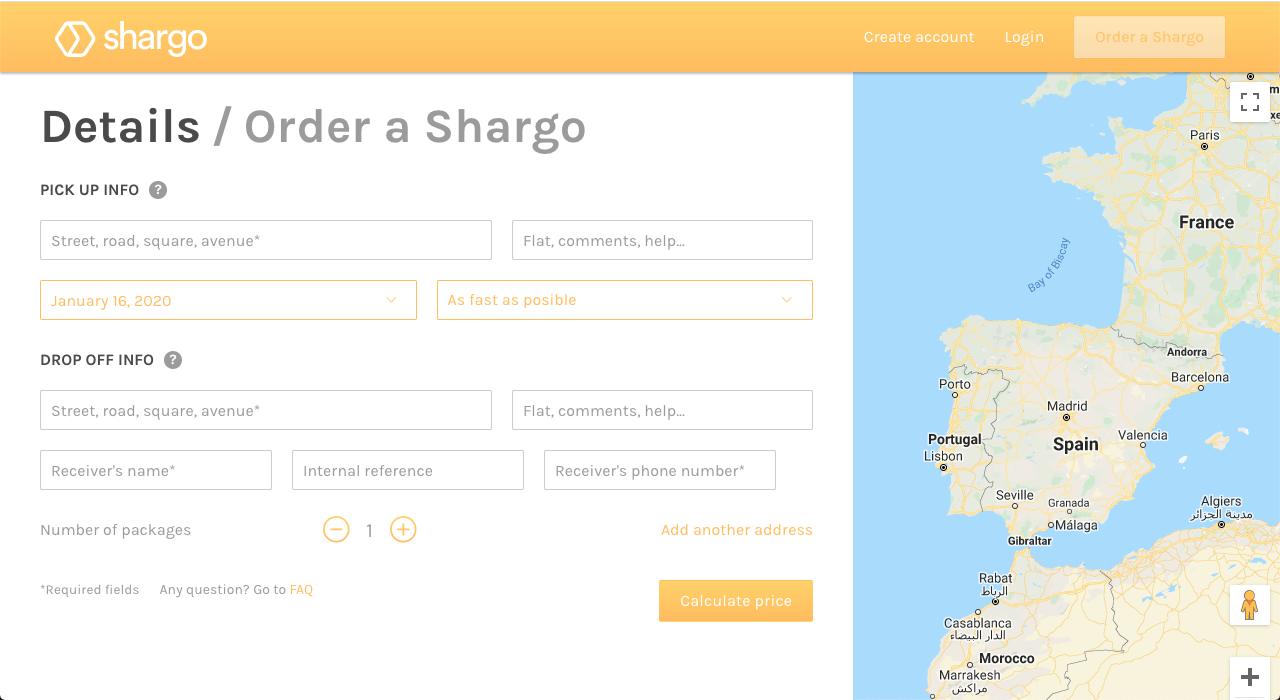 shargo
Create account
Login
Order a Shargo
Details / Order a Shargo
PICK UP INFO ?
Street, road, square, avenue*
Flat, comments, help...
January 16, 2020
As fast as posible
DROP OFF INFO ?
Street, road, square, avenue*
Flat, comments, help...
Receiver's name*
Internal reference
Receiver's phone number*
Number of packages
1
Add another address
*Required fields
Any question? Go to FAQ
Calculate price
Paris
France
Bay of Biscay
Andorra
Barcelona
Porto
Madrid
Portugal
Spain
Valencia
Lisbon
Seville
Granada
Málaga
Algiers
مدينة الجزائر
Gibraltar
Rabat
الرباط
Casablanca
الدار البيضاء
Morocco
Marrakesh
مراكش